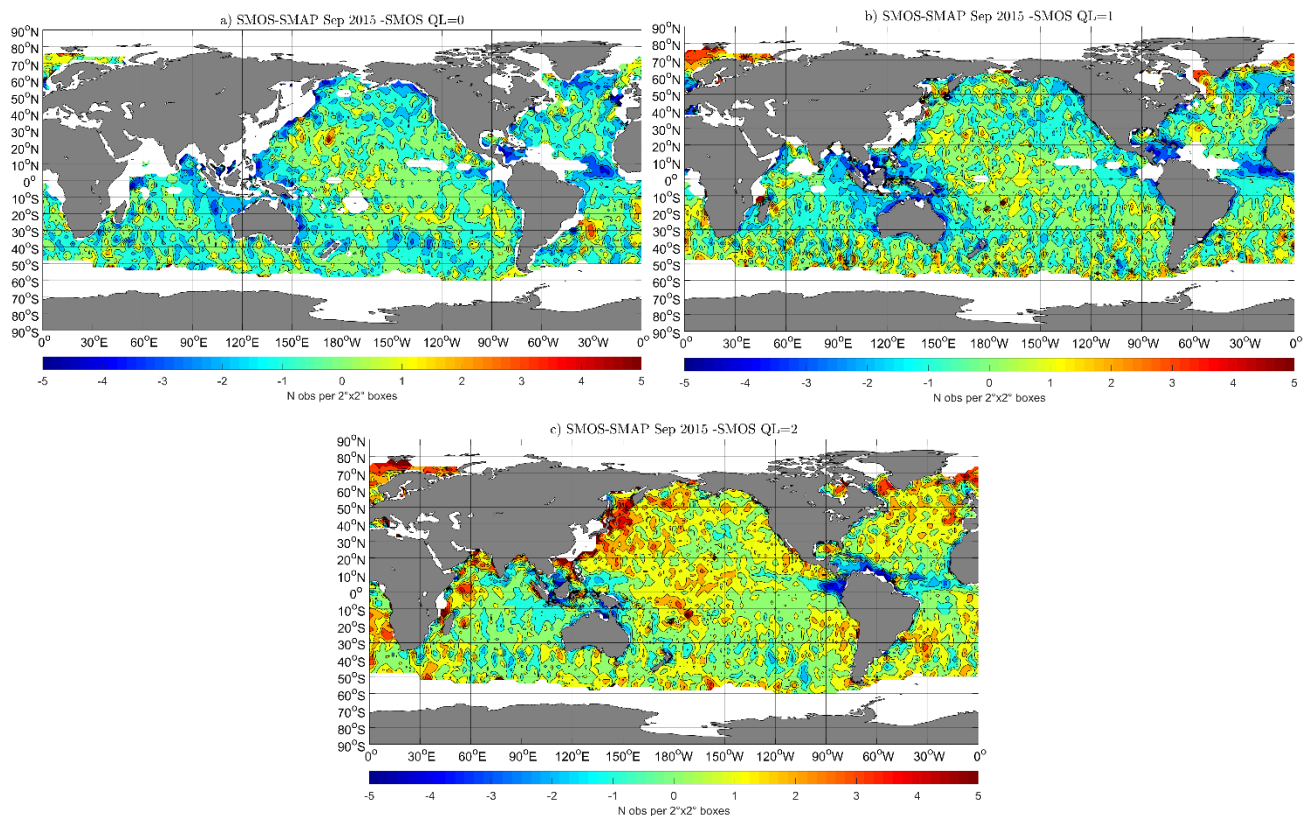 a) SMOS-SMAP Sep 2015 -SMOS QL=0
90°N
80°N
70°N
60°N
50°N
40°N
30°N
20°N
10°N
0°
10°S
20°S
30°S
40°S
50°S
60°S
70°S
80°S
90°S
0° 30°E 60°E 90°E 120°E 150°E 180°W 150°W 120°W 90°W 60°W 30°W 0°
-5 -4 -3 -2 -1 0 1 2 3 4 5
N obs per 2°x2° boxes
b) SMOS-SMAP Sep 2015 -SMOS QL=1
90°N
80°N
70°N
60°N
50°N
40°N
30°N
20°N
10°N
0°
10°S
20°S
30°S
40°S
50°S
60°S
70°S
80°S
90°S
0° 30°E 60°E 90°E 120°E 150°E 180°W 150°W 120°W 90°W 60°W 30°W 0°
-5 -4 -3 -2 -1 0 1 2 3 4 5
N obs per 2°x2° boxes
c) SMOS-SMAP Sep 2015 -SMOS QL=2
90°N
80°N
70°N
60°N
50°N
40°N
30°N
20°N
10°N
0°
10°S
20°S
30°S
40°S
50°S
60°S
70°S
80°S
90°S
0° 30°E 60°E 90°E 120°E 150°E 180°W 150°W 120°W 90°W 60°W 30°W 0°
-5 -4 -3 -2 -1 0 1 2 3 4 5
N obs per 2°x2° boxes